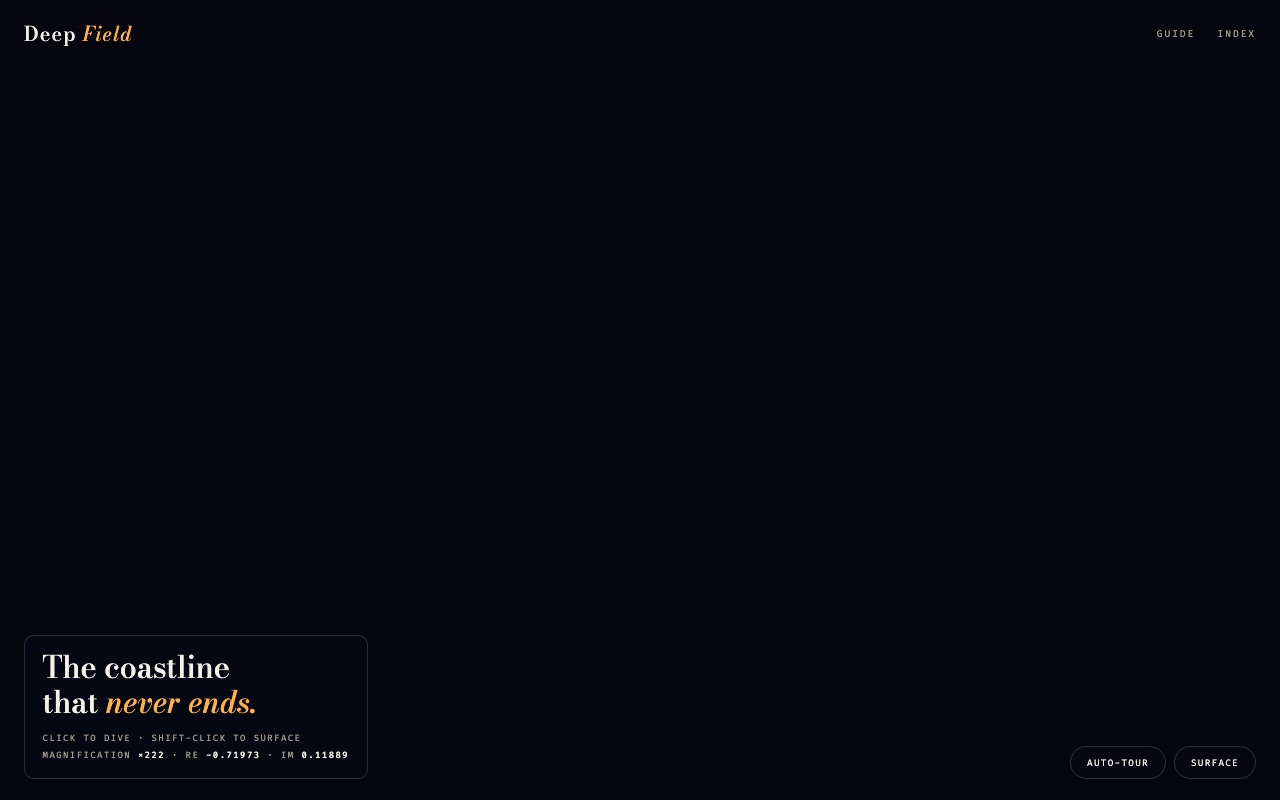 Deep Field
GUIDE INDEX
The coastline
that never ends.
CLICK TO DIVE · SHIFT-CLICK TO SURFACE
MAGNIFICATION ×222 · RE -0.71973 · IM 0.11889
AUTO-TOUR SURFACE